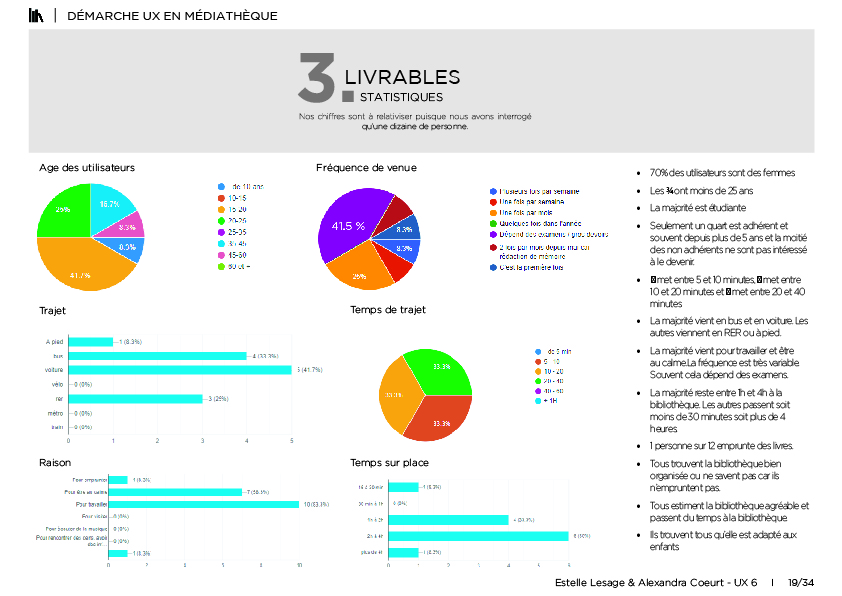 DÉMARCHE UX EN MÉDIATHÈQUE
3.
LIVRABLES
STATISTIQUES
Nos chiffres sont à relativiser puisque nous avons interrogé
qu'une dizaine de personne.
Age des utilisateurs
25%
16.7%
8.3%
8.3%
41.7%
- de 10 ans
10-15
15-20
20-25
25-35
35-45
45-60
60 et +
Fréquence de venue
41.5 %
8.3%
8.3%
25%
Plusieurs fois par semaine
Une fois par semaine
Une fois par mois
Quelques fois dans l'année
Dépend des examens / gros devoirs
2 fois par mois depuis mai car
rédaction de mémoire
C'est la première fois
Trajet
A pied
1 (8.3%)
bus
4 (33.3%)
voiture
5 (41.7%)
vélo
0 (0%)
rer
3 (25%)
métro
0 (0%)
tram
0 (0%)
0 1 2 3 4 5
Temps de trajet
33.3%
33.3%
33.3%
- de 5 min
5 - 10
10 - 20
20 - 40
40 - 60
+ 1H
Raison
Pour emprunter
1 (8.3%)
Pour être au calme
7 (58.3%)
Pour travailler
10 (83.3%)
0 (0%)
Pour écouter de la musique
0 (0%)
Pour rencontrer des gens, avoir
0 (0%)
1 (8.3%)
0 2 4 6 8 10
Temps sur place
15 à 30min
1 (8.3%)
30 min à 1h
0 (0%)
1h à 2h
4 (33.3%)
2h à 4h
6 (50%)
plus de 4h
1 (8.3%)
0 1 2 3 4 5 6
• 70% des utilisateurs sont des femmes
• Les ¾ ont moins de 25 ans
• La majorité est étudiante
• Seulement un quart est adhérent et
souvent depuis plus de 5 ans et la moitié
des non adhérents ne sont pas intéressé
à le devenir.
• met entre 5 et 10 minutes, met entre
10 et 20 minutes et met entre 20 et 40
minutes
• La majorité vient en bus et en voiture. Les
autres viennent en RER ou à pied.
• La majorité vient pour travailler et être
au calme.La fréquence est très variable.
Souvent cela dépend des examens.
• La majorité reste entre 1h et 4h à la
bibliothèque. Les autres passent soit
moins de 30 minutes soit plus de 4
heures.
• 1 personne sur 12 emprunte des livres.
• Tous trouvent la bibliothèque bien
organisée ou ne savent pas car ils
n'empruntent pas.
• Tous estiment la bibliothèque agréable et
passent du temps à la bibliothèque.
• Ils trouvent tous qu'elle est adapté aux
enfants
Estelle Lesage & Alexandra Coeurt - UX 6 I 19/34